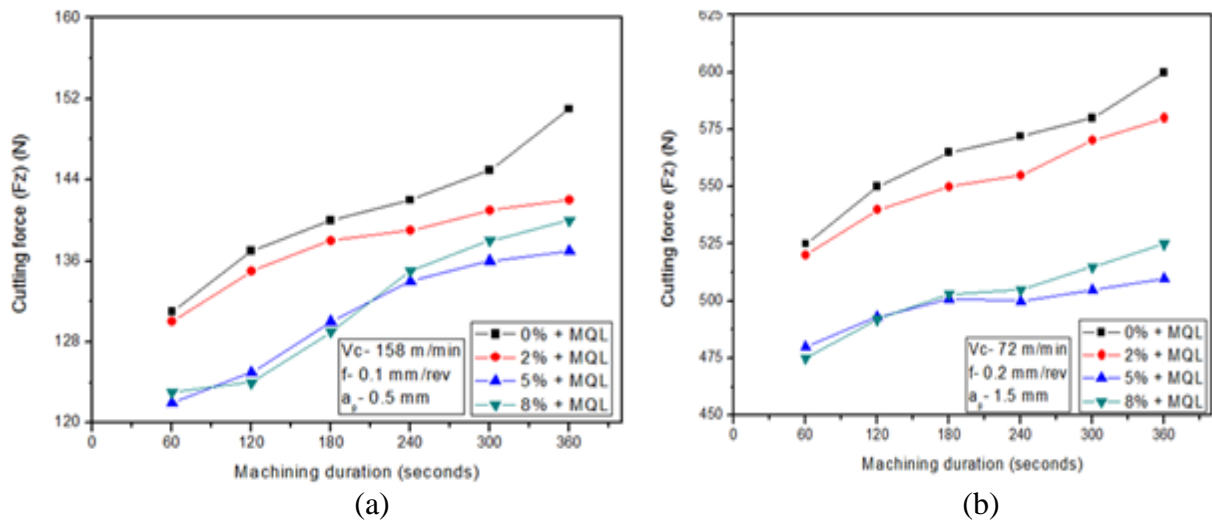 160
152
144
136
128
120
Cutting force (Fz) (N)
Vc- 158 m/min
f- 0.1 mm/rev
ap- 0.5 mm
0% + MQL
2% + MQL
5% + MQL
8% + MQL
0 60 120 180 240 300 360
Machining duration (seconds)
(a)
625
600
575
550
525
500
475
450
Cutting force (Fz) (N)
Vc- 72 m/min
f- 0.2 mm/rev
ap- 1.5 mm
0% + MQL
2% + MQL
5% + MQL
8% + MQL
0 60 120 180 240 300 360
Machining duration (seconds)
(b)